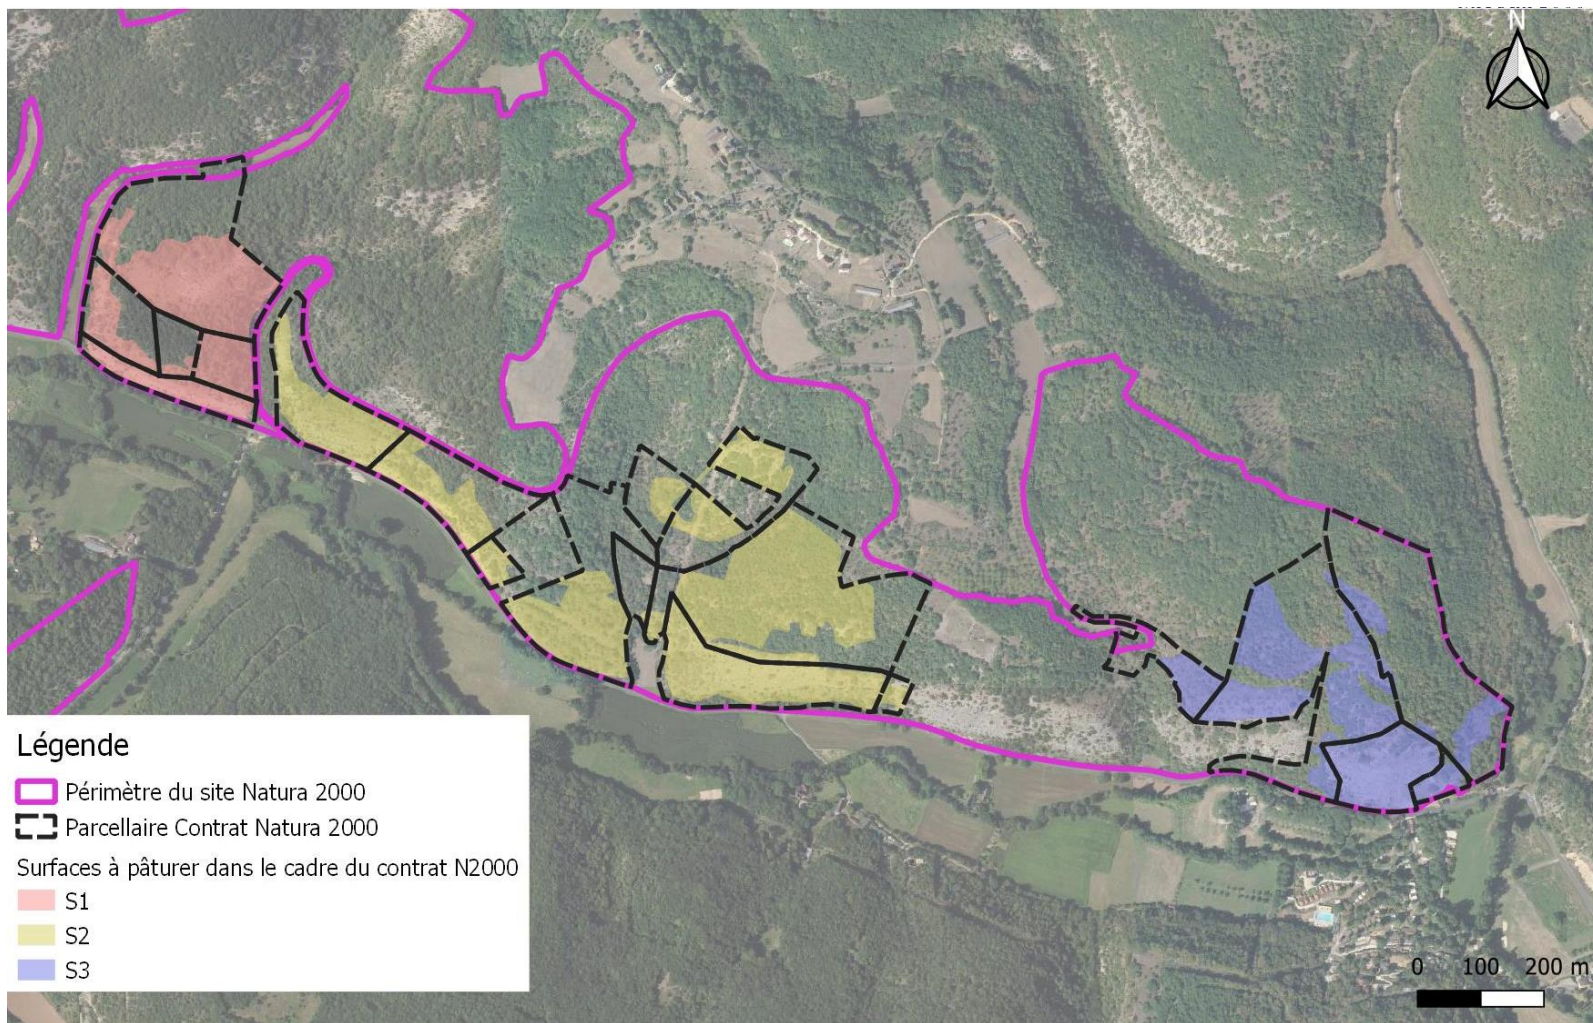 N
Légende
Périmètre du site Natura 2000
Parcellaire Contrat Natura 2000
Surfaces à pâturer dans le cadre du contrat N2000
S1
S2
S3
0 100 200 m